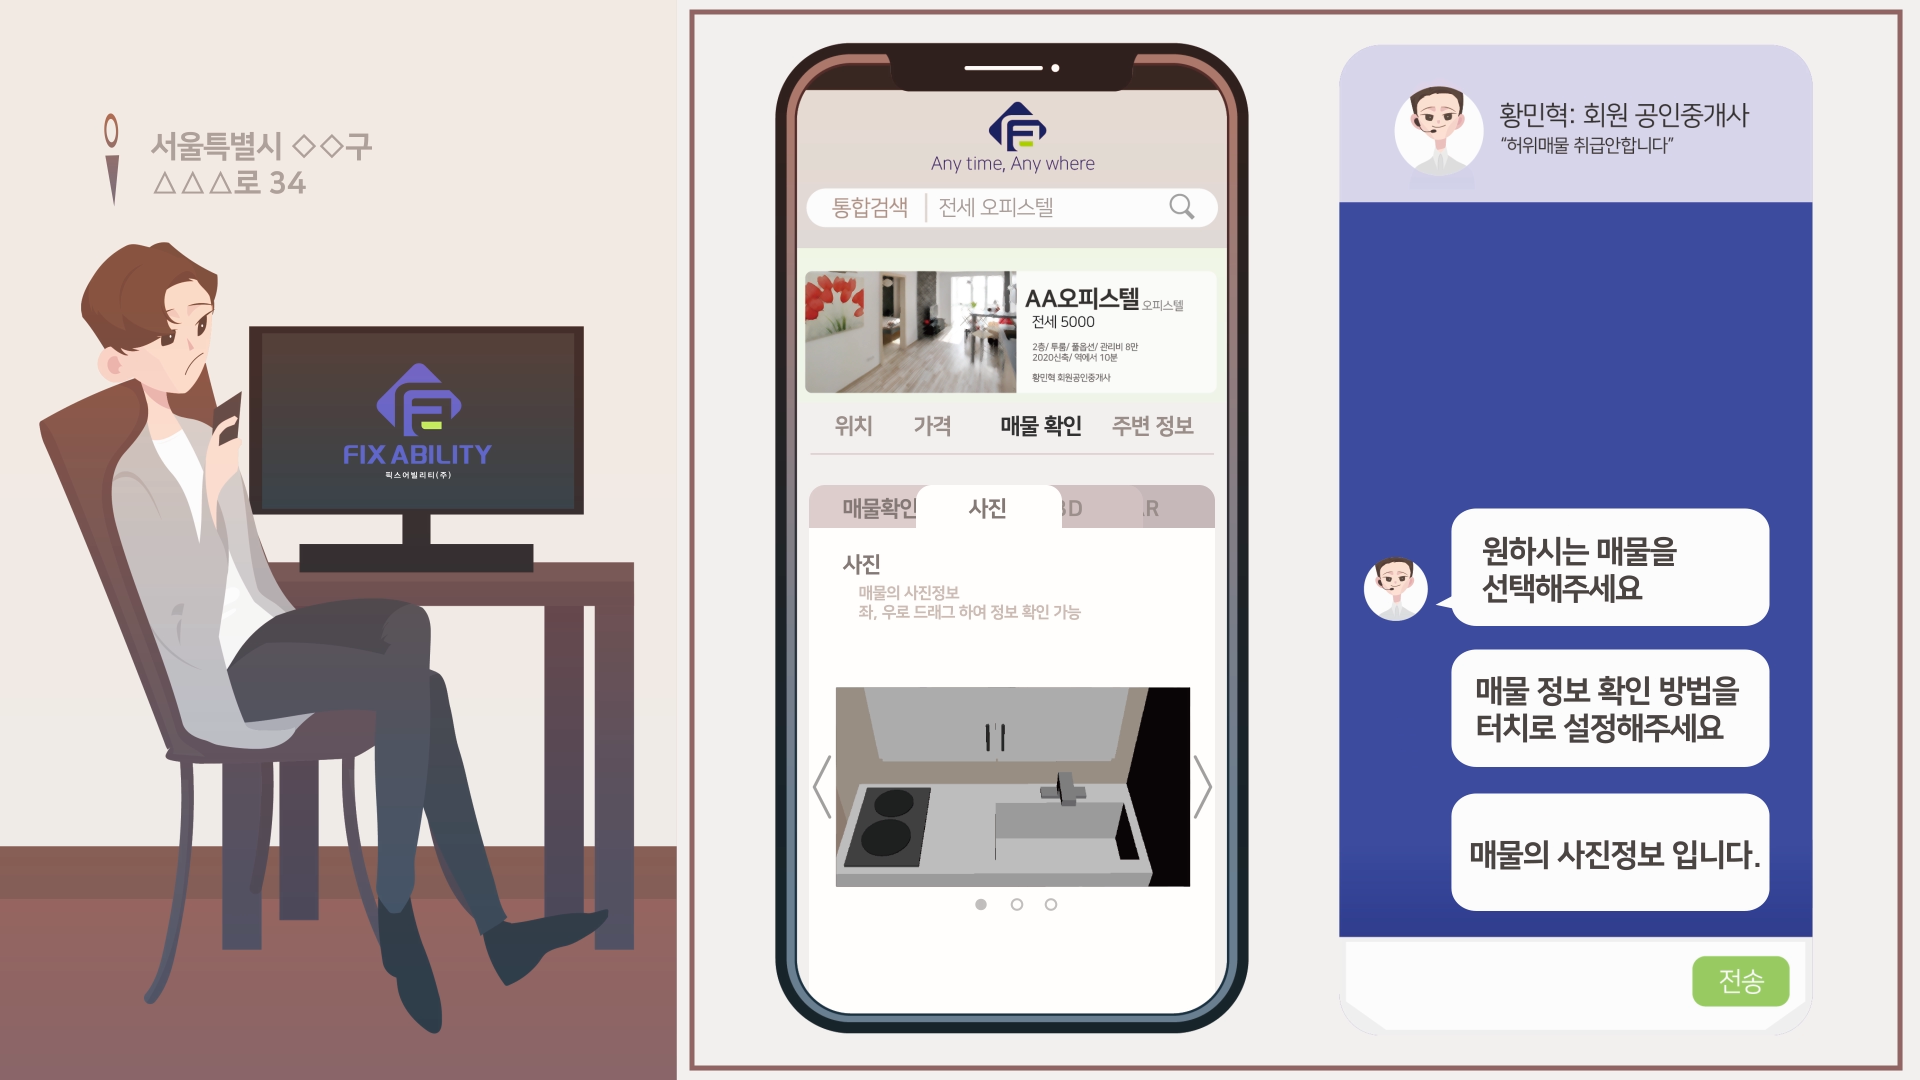 서울특별시 ◇◇구
△△△로 34
FIX ABILITY
픽스어빌리티(주)
Any time, Any where
통합검색 | 전세 오피스텔
AA오피스텔 오피스텔
전세 5000
2층/ 투룸/ 풀옵션/ 관리비 8만
2020신축/ 역에서 10분
황민혁 회원공인중개사
위치 가격 매물 확인 주변 정보
매물확인 사진 3D R
사진
매물의 사진정보
좌, 우로 드래그 하여 정보 확인 가능
황민혁: 회원 공인중개사
“허위매물 취급안합니다”
원하시는 매물을
선택해주세요
매물 정보 확인 방법을
터치로 설정해주세요
매물의 사진정보 입니다.
전송